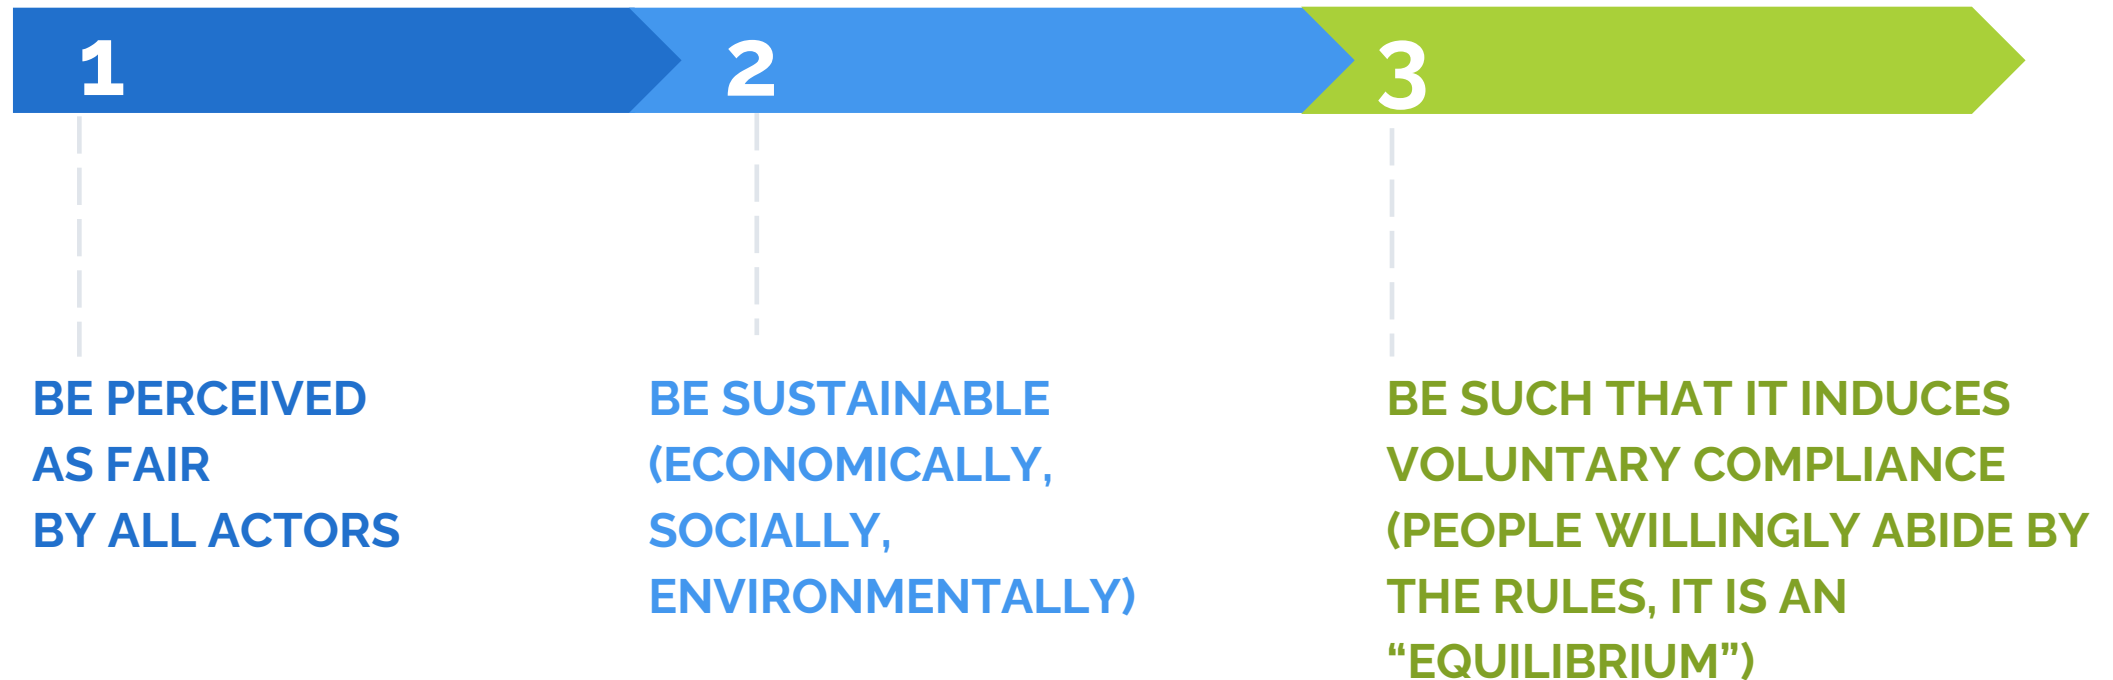 1
BE PERCEIVED
AS FAIR
BY ALL ACTORS
2
BE SUSTAINABLE
(ECONOMICALLY,
SOCIALLY,
ENVIRONMENTALLY)
3
BE SUCH THAT IT INDUCES
VOLUNTARY COMPLIANCE
(PEOPLE WILLINGLY ABIDE BY
THE RULES, IT IS AN
“EQUILIBRIUM”)